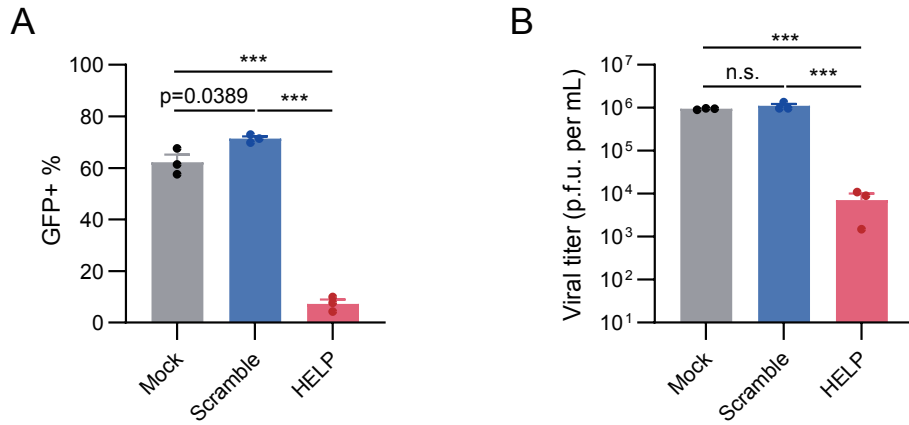 A
GFP+ %
100
80
60
40
20
0
***
p=0.0389
***
Mock
Scramble
HELP
B
Viral titer (p.f.u. per mL)
10⁷
10⁶
10⁵
10⁴
10³
10²
10¹
***
n.s.
***
Mock
Scramble
HELP